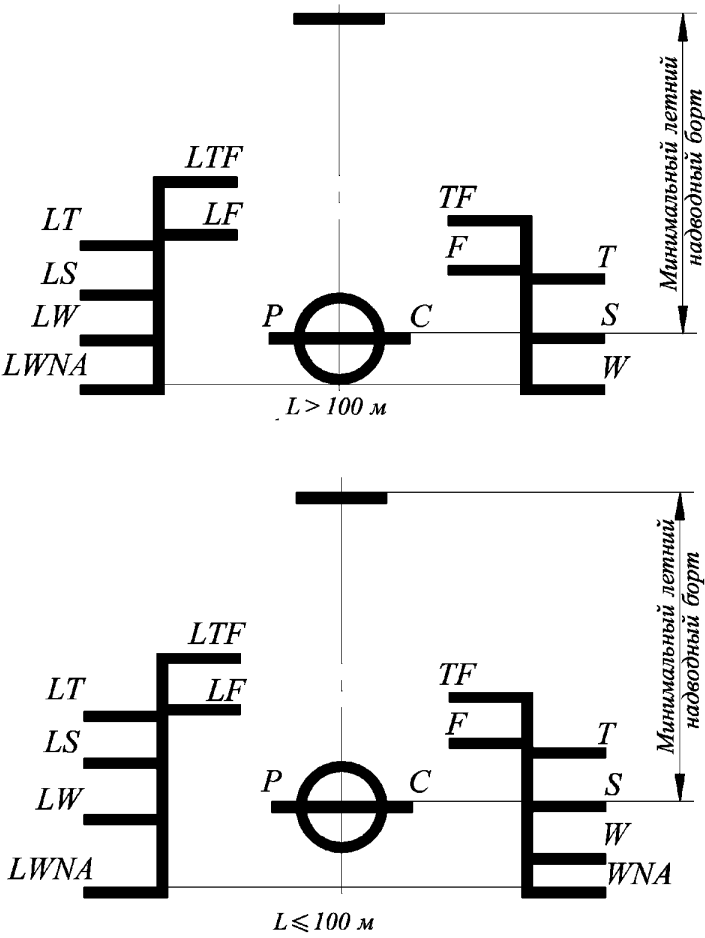 Минимальный летний
надводный борт
LTF
TF
LT
LF
F
T
LS
LW
P
C
S
LWNA
W
L > 100 м
Минимальный летний
надводный борт
LTF
TF
LT
LF
F
T
LS
LW
P
C
S
W
LWNA
WNA
L ⩽ 100 м